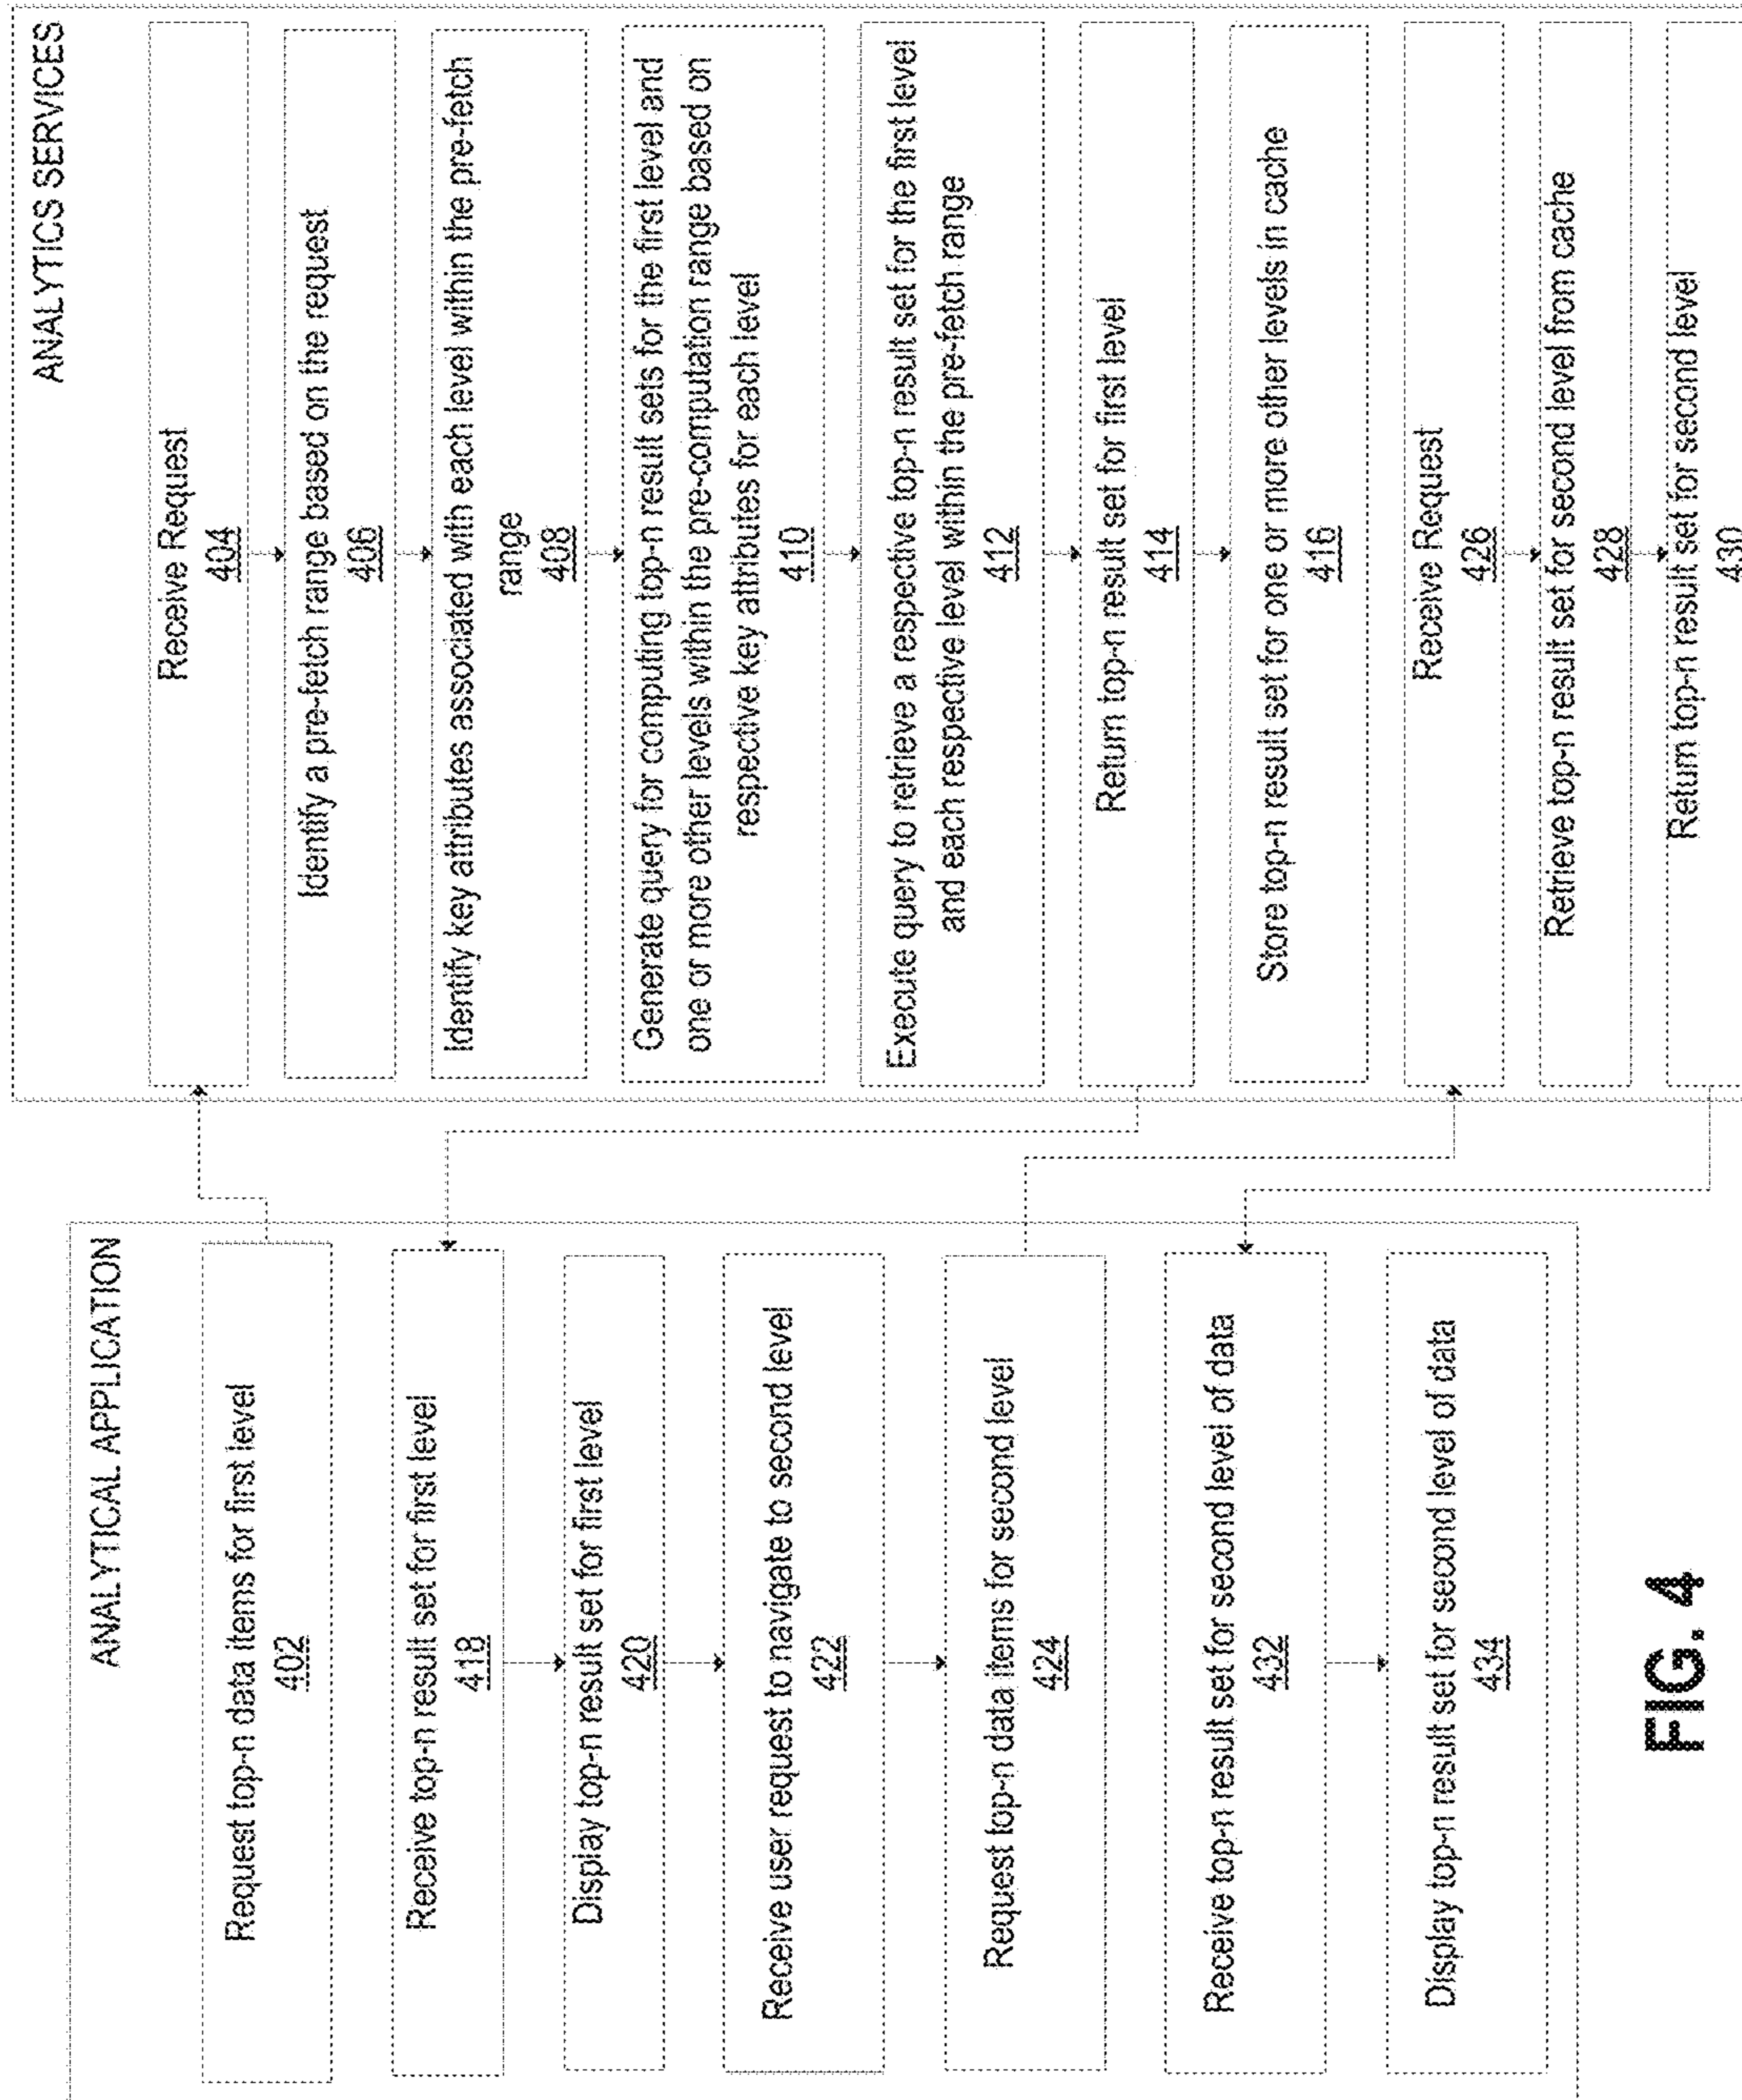 ANALYTICAL APPLICATION
Request top-n data items for first level
402
Receive top-n result set for first level
418
Display top-n result set for first level
420
Receive user request to navigate to second level
422
Request top-n data items for second level
424
Receive top-n result set for second level of data
432
Display top-n result set for second level of data
434
ANALYTICS SERVICES
Receive Request
404
Identify a pre-fetch range based on the request
406
Identify key attributes associated with each level within the pre-fetch
range
408
Generate query for computing top-n result sets for the first level and
one or more other levels within the pre-computation range based on
respective key attributes for each level
410
Execute query to retrieve a respective top-n result set for the first level
and each respective level within the pre-fetch range
412
Return top-n result set for first level
414
Store top-n result set for one or more other levels in cache
416
Receive Request
426
Retrieve top-n result set for second level from cache
428
Return top-n result set for second level
430
FIG. 4